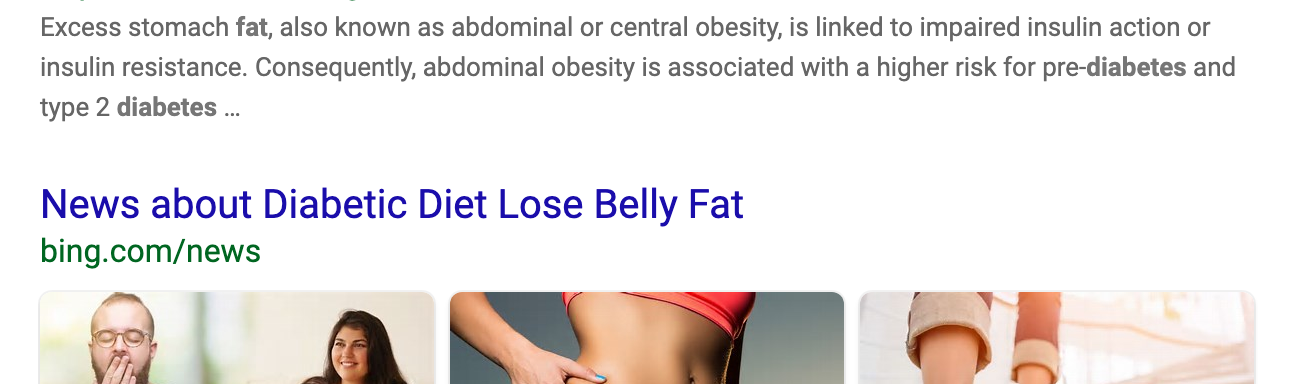 Excess stomach fat, also known as abdominal or central obesity, is linked to impaired insulin action or
insulin resistance. Consequently, abdominal obesity is associated with a higher risk for pre-diabetes and
type 2 diabetes ...
News about Diabetic Diet Lose Belly Fat
bing.com/news